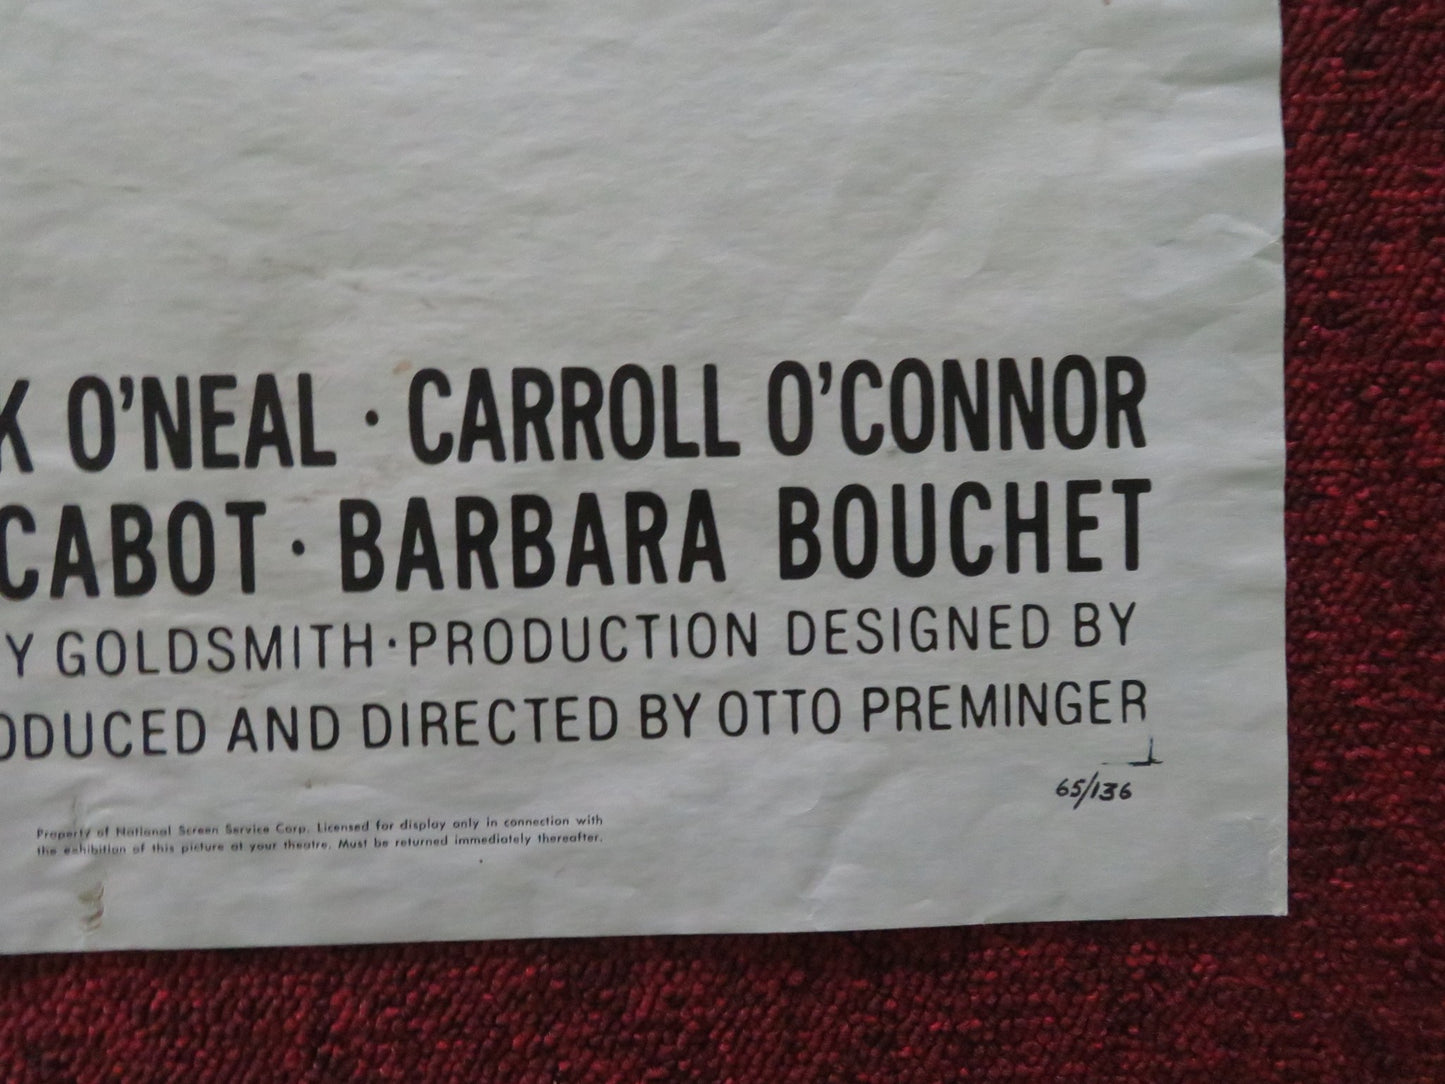 K O'NEAL · CARROLL O'CONNOR
CABOT · BARBARA BOUCHET
Y GOLDSMITH · PRODUCTION DESIGNED BY
ODUCED AND DIRECTED BY OTTO PREMINGER
65/136
Property of National Screen Service Corp. Licensed for display only in connection with
the exhibition of this picture at your theatre. Must be returned immediately thereafter.